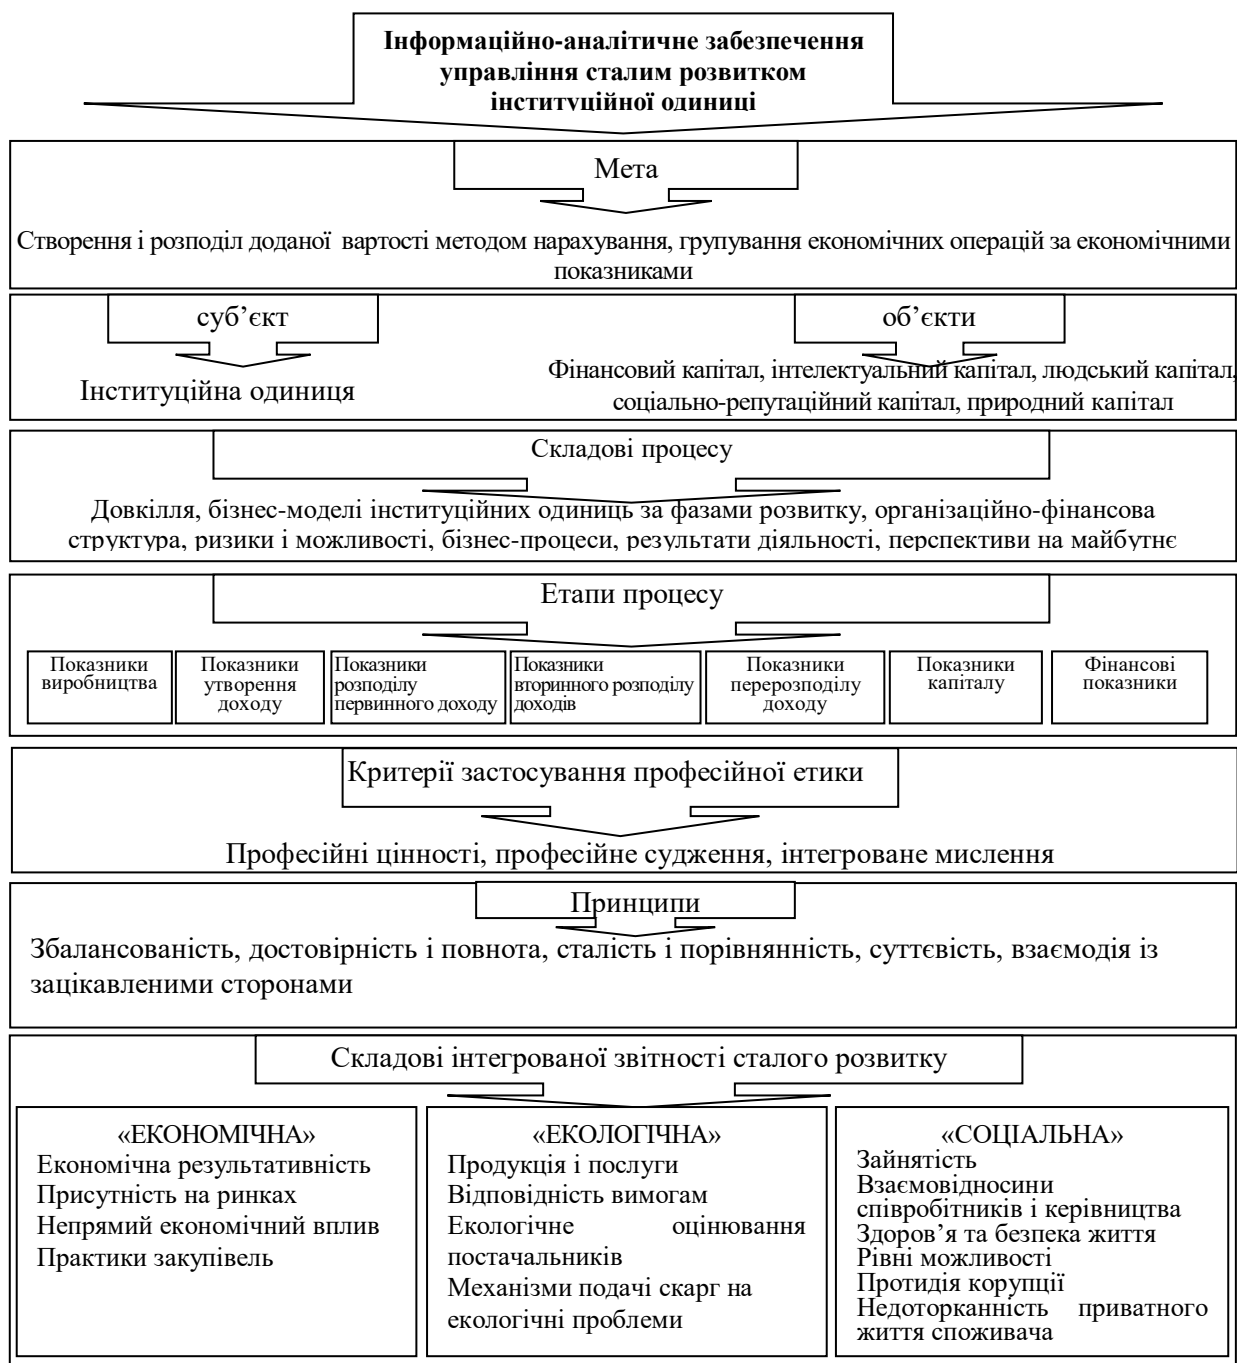 Інформаційно-аналітичне забезпечення
управління сталим розвитком
інституційної одиниці
Мета
Створення і розподіл доданої вартості методом нарахування, групування економічних операцій за економічними
показниками
суб’єкт
об’єкти
Інституційна одиниця
Фінансовий капітал, інтелектуальний капітал, людський капітал,
соціально-репутаційний капітал, природний капітал
Складові процесу
Довкілля, бізнес-моделі інституційних одиниць за фазами розвитку, організаційно-фінансова
структура, ризики і можливості, бізнес-процеси, результати діяльності, перспективи на майбутнє
Етапи процесу
Показники
виробництва
Показники
утворення
доходу
Показники
розподілу
первинного доходу
Показники
вторинного розподілу
доходів
Показники
перерозподілу
доходу
Показники
капіталу
Фінансові
показники
Критерії застосування професійної етики
Професійні цінності, професійне судження, інтегроване мислення
Принципи
Збалансованість, достовірність і повнота, сталість і порівнянність, суттєвість, взаємодія із
зацікавленими сторонами
Складові інтегрованої звітності сталого розвитку
«ЕКОНОМІЧНА»
Економічна результативність
Присутність на ринках
Непрямий економічний вплив
Практики закупівель
«ЕКОЛОГІЧНА»
Продукція і послуги
Відповідність вимогам
Екологічне оцінювання
постачальників
Механізми подачі скарг на
екологічні проблеми
«СОЦІАЛЬНА»
Зайнятість
Взаємовідносини
співробітників і керівництва
Здоров’я та безпека життя
Рівні можливості
Протидія корупції
Недоторканність приватного
життя споживача